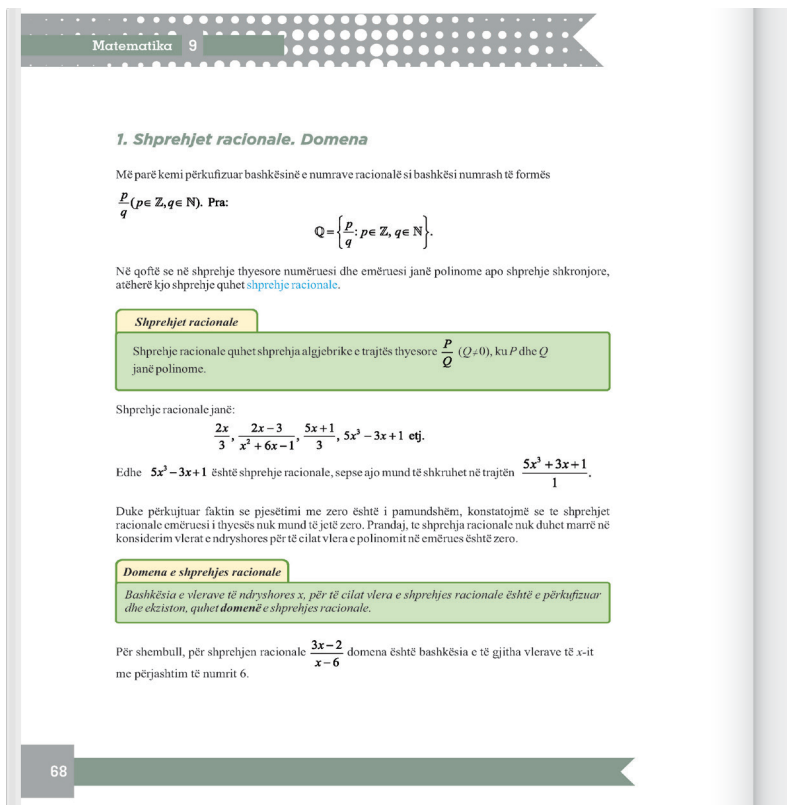 Matematika 9
1. Shprehjet racionale. Domena
Më parë kemi përkufizuar bashkësinë e numrave racionalë si bashkësi numrash të formës
p/q (p∈ ℤ,q∈ ℕ). Pra:
ℚ = {p/q : p∈ ℤ, q∈ ℕ}.
Në qoftë se në shprehje thyesore numëruesi dhe emëruesi janë polinome apo shprehje shkronjore,
atëherë kjo shprehje quhet shprehje racionale.
Shprehjet racionale
Shprehje racionale quhet shprehja algjebrike e trajtës thyesore P/Q (Q≠0), ku P dhe Q
janë polinome.
Shprehje racionale janë:
2x/3, (2x−3)/(x²+6x−1), (5x+1)/3, 5x³−3x+1 etj.
Edhe 5x³−3x+1 është shprehje racionale, sepse ajo mund të shkruhet në trajtën (5x³+3x+1)/1.
Duke përkujtuar faktin se pjesëtimi me zero është i pamundshëm, konstatojmë se te shprehjet
racionale emëruesi i thyesës nuk mund të jetë zero. Prandaj, te shprehja racionale nuk duhet marrë në
konsiderim vlerat e ndryshores për të cilat vlera e polinomit në emërues është zero.
Domena e shprehjes racionale
Bashkësia e vlerave të ndryshores x, për të cilat vlera e shprehjes racionale është e përkufizuar
dhe ekziston, quhet domenë e shprehjes racionale.
Për shembull, për shprehjen racionale (3x−2)/(x−6) domena është bashkësia e të gjitha vlerave të x-it
me përjashtim të numrit 6.
68